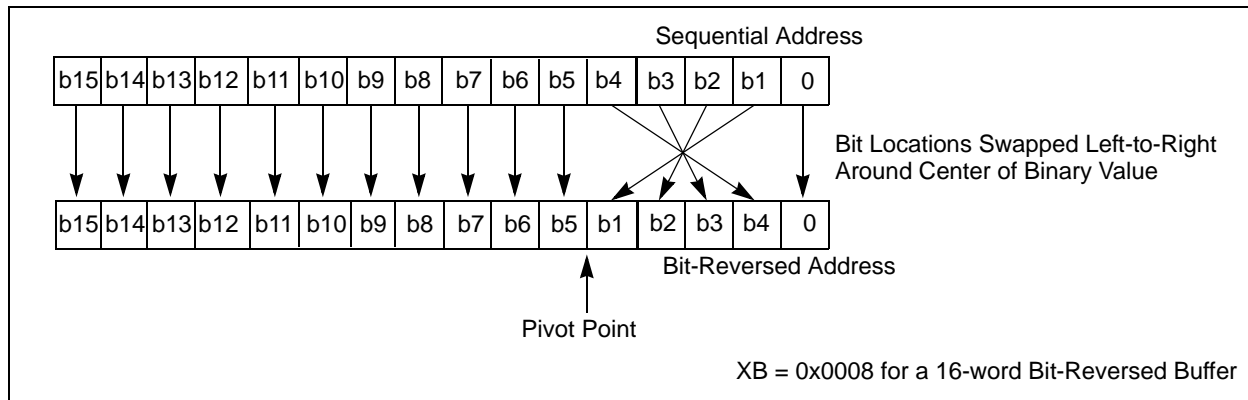 Sequential Address
b15 b14 b13 b12 b11 b10 b9 b8 b7 b6 b5 b4 b3 b2 b1 0
Bit Locations Swapped Left-to-Right
Around Center of Binary Value
b15 b14 b13 b12 b11 b10 b9 b8 b7 b6 b5 b1 b2 b3 b4 0
Bit-Reversed Address
Pivot Point
XB = 0x0008 for a 16-word Bit-Reversed Buffer